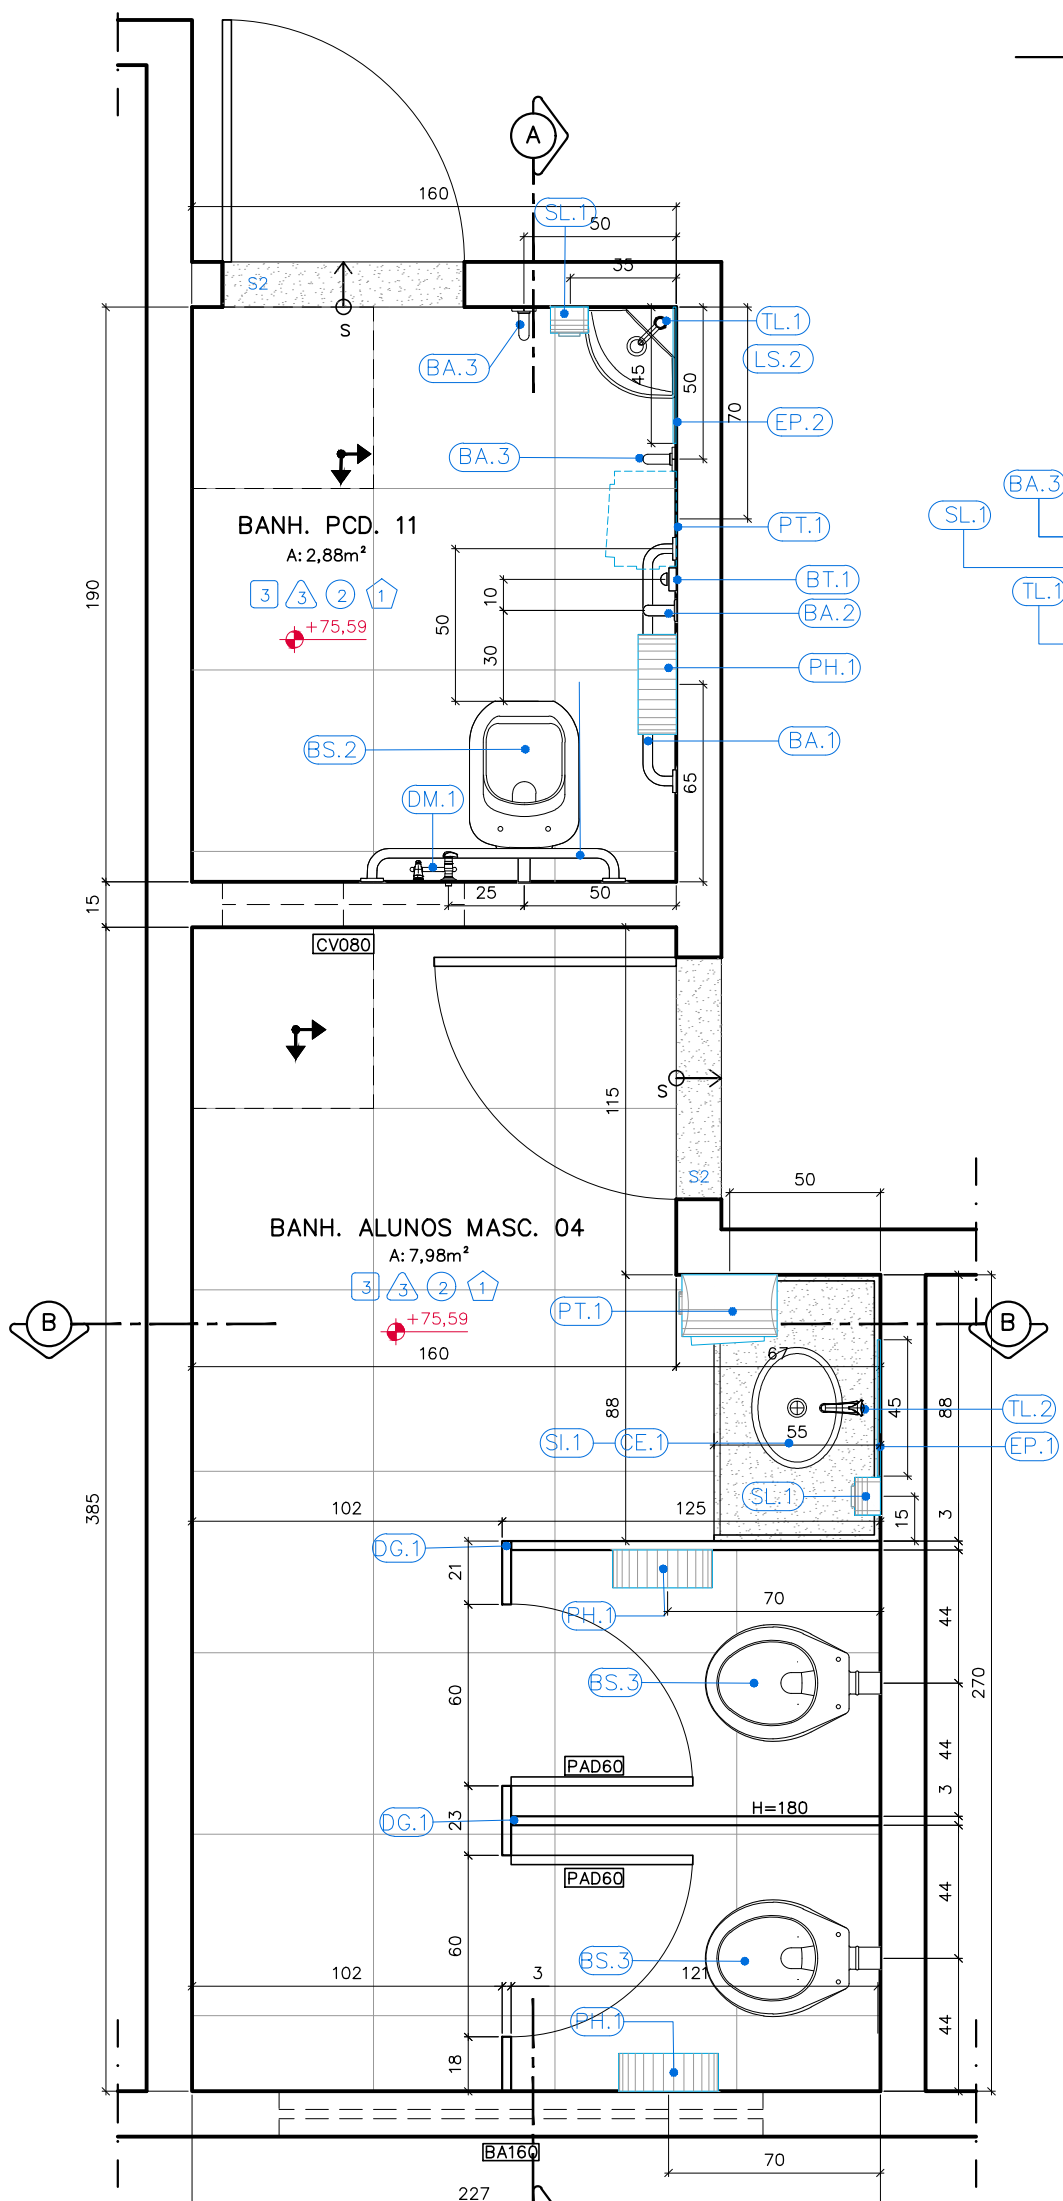 A
160
SL.1
50
35
S2
S
TL.1
BA.3
LS.2
45
50
70
EP.2
BA.3
BA.3
SL.1
BANH. PCD. 11
PT.1
A: 2,88m²
190
3 3 2 1
10
BT.1
TL.1
+75,59
50
BA.2
30
PH.1
BS.2
BA.1
DM.1
65
15
25
50
CV080
S
115
S2
50
BANH. ALUNOS MASC. 04
A: 7,98m²
3 3 2 1
PT.1
B
+75,59
B
160
67
88
45
88
TL.2
SI.1
CE.1
55
EP.1
385
SL.1
102
125
15
3
DG.1
21
PH.1
70
44
60
BS.3
270
44
PAD60
3
DG.1
23
H=180
PAD60
44
60
BS.3
102
3
121
PH.1
44
18
BA160
70
227